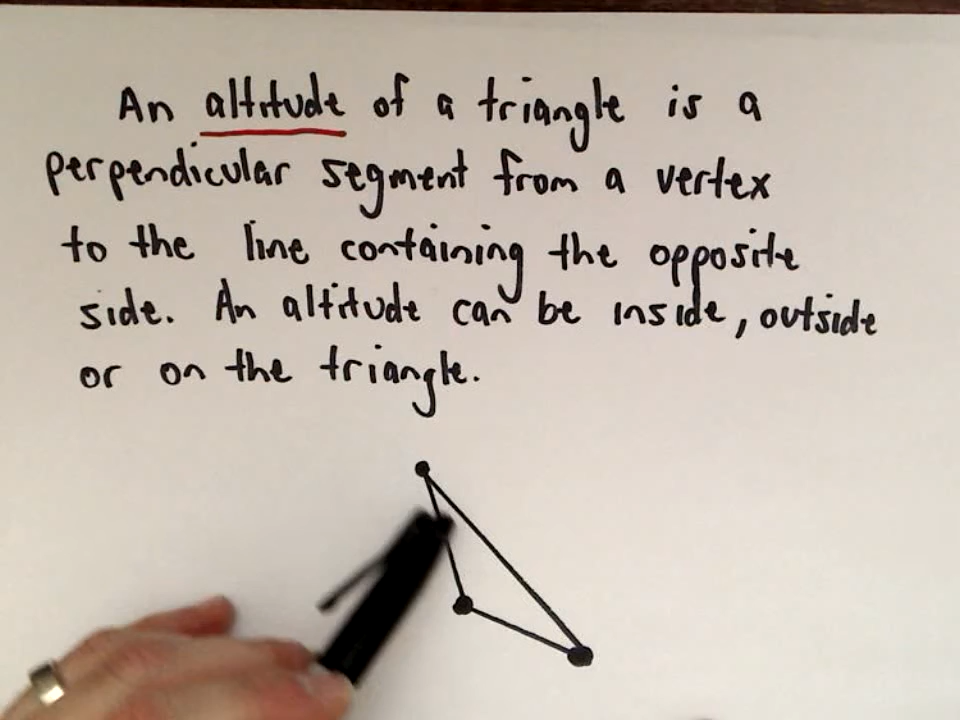 An altitude of a triangle is a
perpendicular segment from a vertex
to the line containing the opposite
side. An altitude can be inside, outside
or on the triangle.